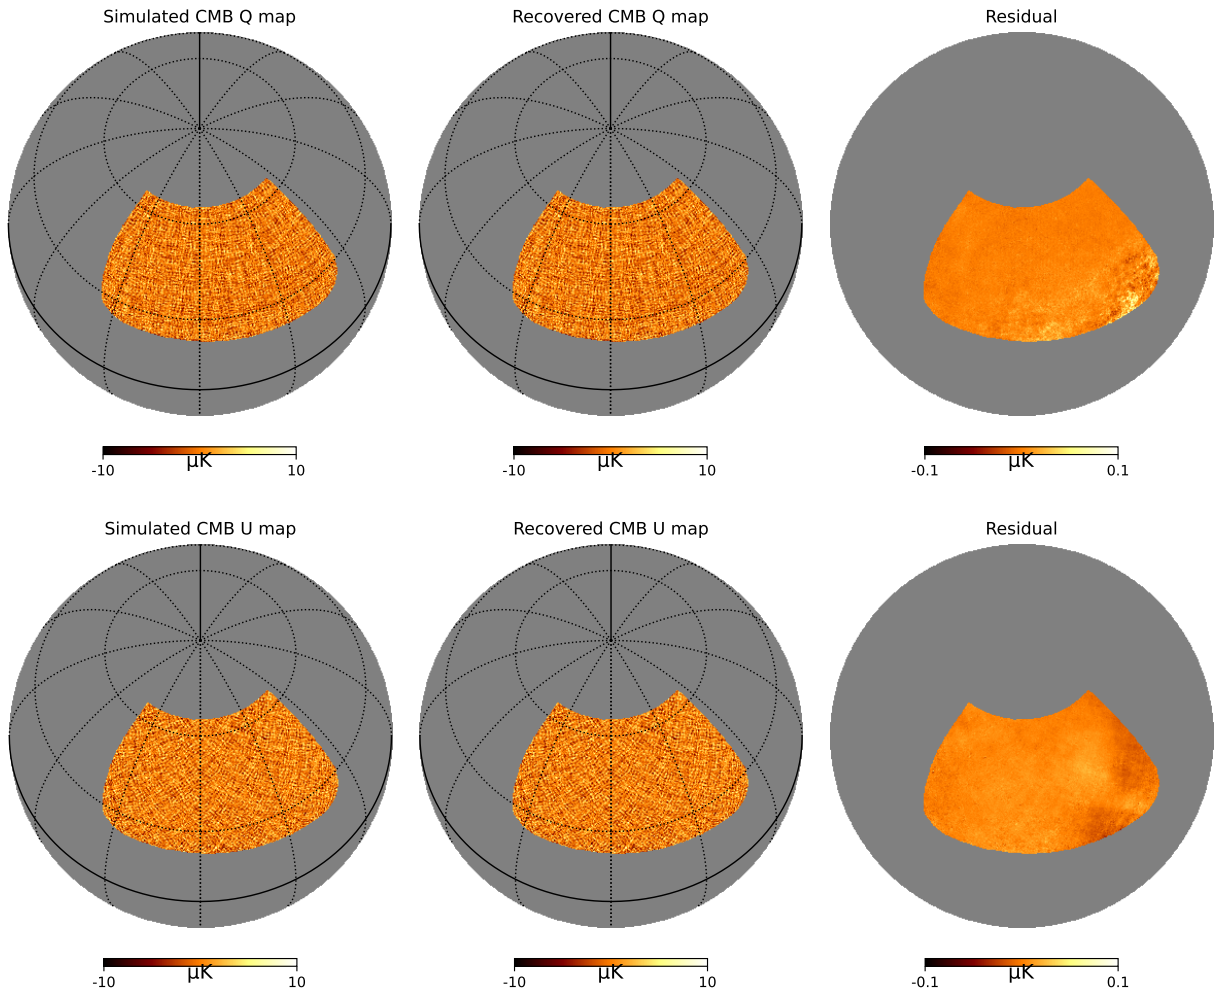 Simulated CMB Q map
Recovered CMB Q map
Residual
-10
µK
10
-10
µK
10
-0.1
µK
0.1
Simulated CMB U map
Recovered CMB U map
Residual
-10
µK
10
-10
µK
10
-0.1
µK
0.1